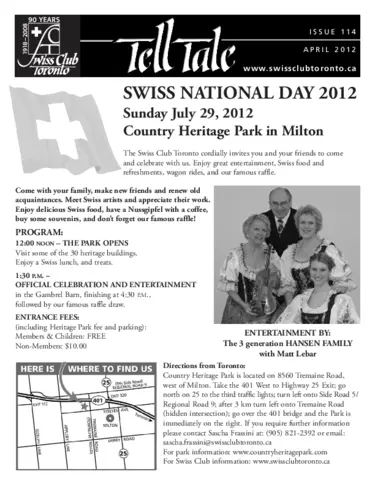 90 YEARS
1918–2008
Swiss Club
Toronto
Tell Tale
ISSUE 114
APRIL 2012
www.swissclubtoronto.ca
SWISS NATIONAL DAY 2012
Sunday July 29, 2012
Country Heritage Park in Milton
The Swiss Club Toronto cordially invites you and your friends to come
and celebrate with us. Enjoy great entertainment, Swiss food and
refreshments, wagon rides, and our famous raffle.
Come with your family, make new friends and renew old
acquaintances. Meet Swiss artists and appreciate their work.
Enjoy delicious Swiss food, have a Nussgipfel with a coffee,
buy some souvenirs, and don't forget our famous raffle!
PROGRAM:
12:00 NOON – THE PARK OPENS
Visit some of the 30 heritage buildings.
Enjoy a Swiss lunch, and treats.
1:30 P.M. –
OFFICIAL CELEBRATION AND ENTERTAINMENT
in the Gambrel Barn, finishing at 4:30 P.M.,
followed by our famous raffle draw.
ENTRANCE FEES:
(including Heritage Park fee and parking):
Members & Children: FREE
Non-Members: $10.00
ENTERTAINMENT BY:
The 3 generation HANSEN FAMILY
with Matt Lebar
HERE IS / WHERE TO FIND US
25
401
MILTON
DERRY ROAD
25
Directions from Toronto:
Country Heritage Park is located on 8560 Tremaine Road,
west of Milton. Take the 401 West to Highway 25 Exit; go
north on 25 to the third traffic lights; turn left onto Side Road 5/
Regional Road 9; after 3 km turn left onto Tremaine Road
(hidden intersection); go over the 401 bridge and the Park is
immediately on the right. If you require further information
please contact Sascha Frassini at: (905) 821-2392 or email:
sascha.frassini@swissclubtoronto.ca
For park information: www.countryheritagepark.com
For Swiss Club information: www.swissclubtoronto.ca